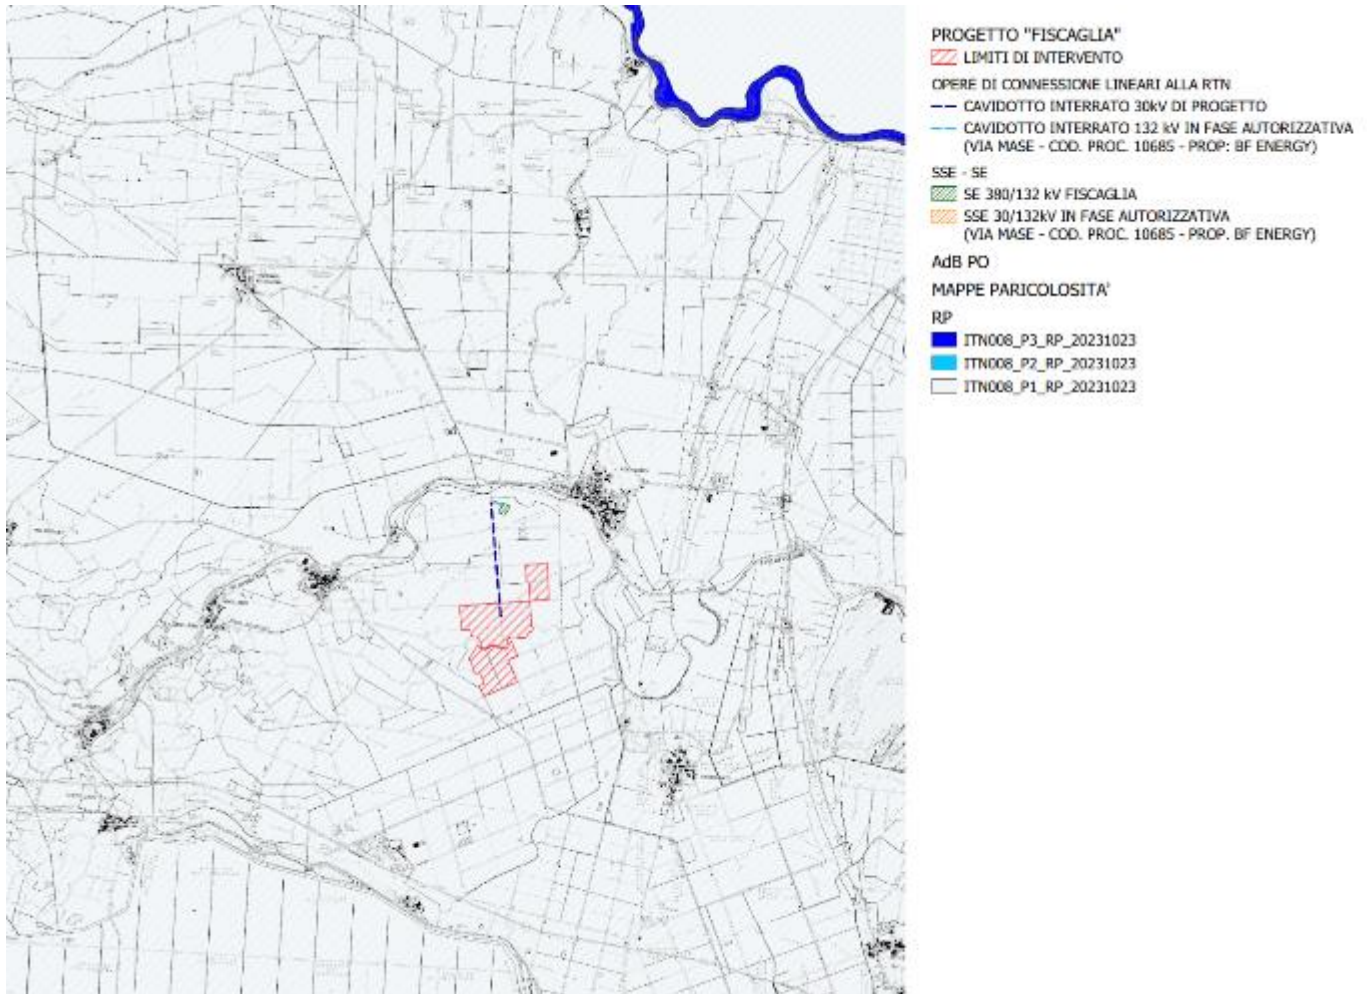 PROGETTO "FISCAGLIA"
LIMITI DI INTERVENTO
OPERE DI CONNESSIONE LINEARI ALLA RTN
CAVIDOTTO INTERRATO 30kV DI PROGETTO
CAVIDOTTO INTERRATO 132 kV IN FASE AUTORIZZATIVA
(VIA MASE - COD. PROC. 10685 - PROP: BF ENERGY)
SSE - SE
SE 380/132 kV FISCAGLIA
SSE 30/132kV IN FASE AUTORIZZATIVA
(VIA MASE - COD. PROC. 10685 - PROP. BF ENERGY)
AdB PO
MAPPE PARICOLOSITA'
RP
ITN008_P3_RP_20231023
ITN008_P2_RP_20231023
ITN008_P1_RP_20231023